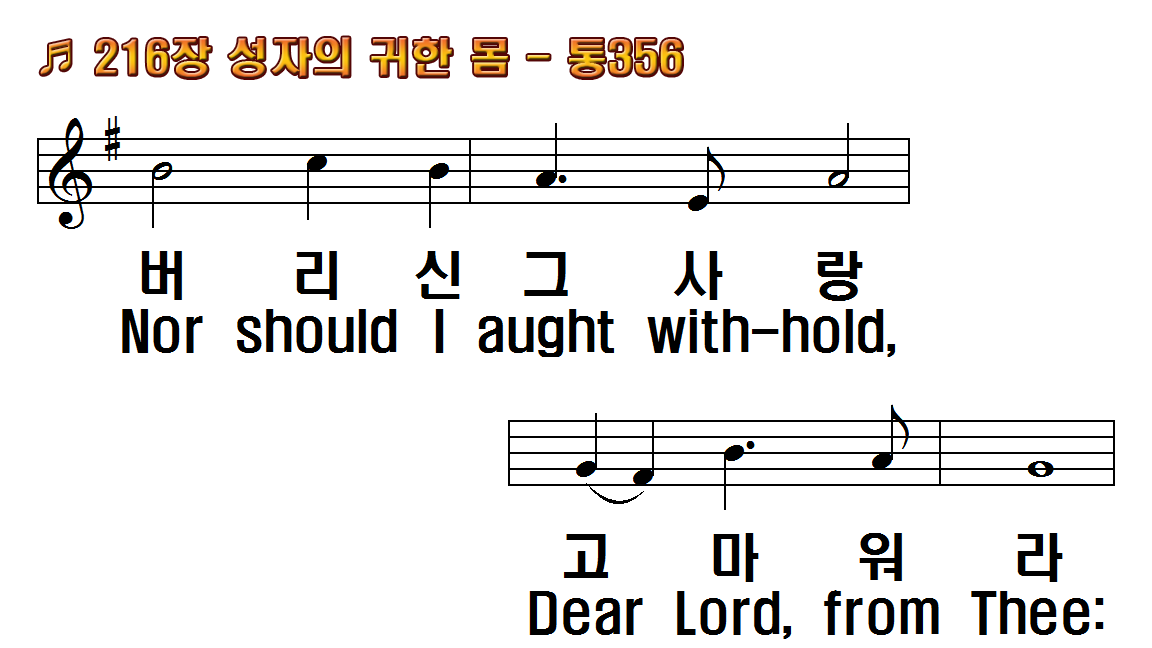 216장 성자의 귀한 몸 - 통356
버 리 신 그 사 랑
Nor should I aught with-hold,
고 마 워 라
Dear Lord, from Thee: